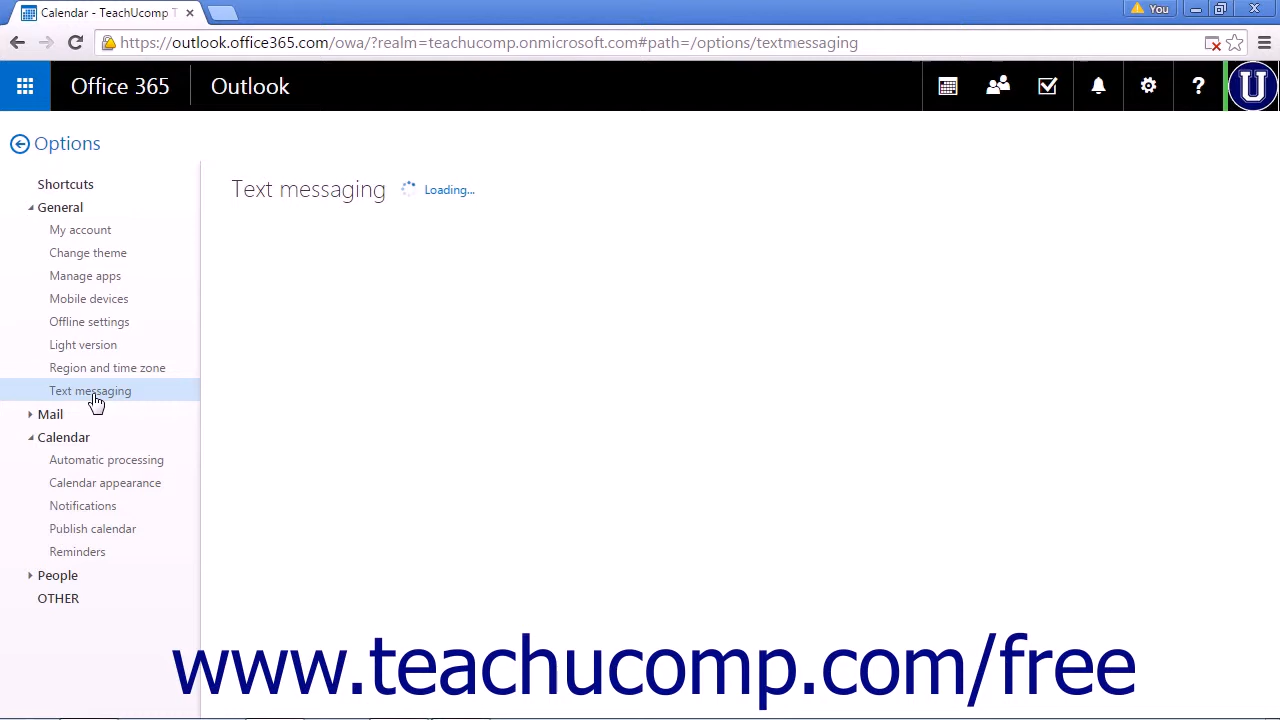 Calendar - TeachUcomp T
You
https://outlook.office365.com/owa/?realm=teachucomp.onmicrosoft.com#path=/options/textmessaging
Office 365 Outlook ? U
Options
Shortcuts
General
My account
Change theme
Manage apps
Mobile devices
Offline settings
Light version
Region and time zone
Text messaging
Mail
Calendar
Automatic processing
Calendar appearance
Notifications
Publish calendar
Reminders
People
OTHER
Text messaging Loading...
www.teachucomp.com/free